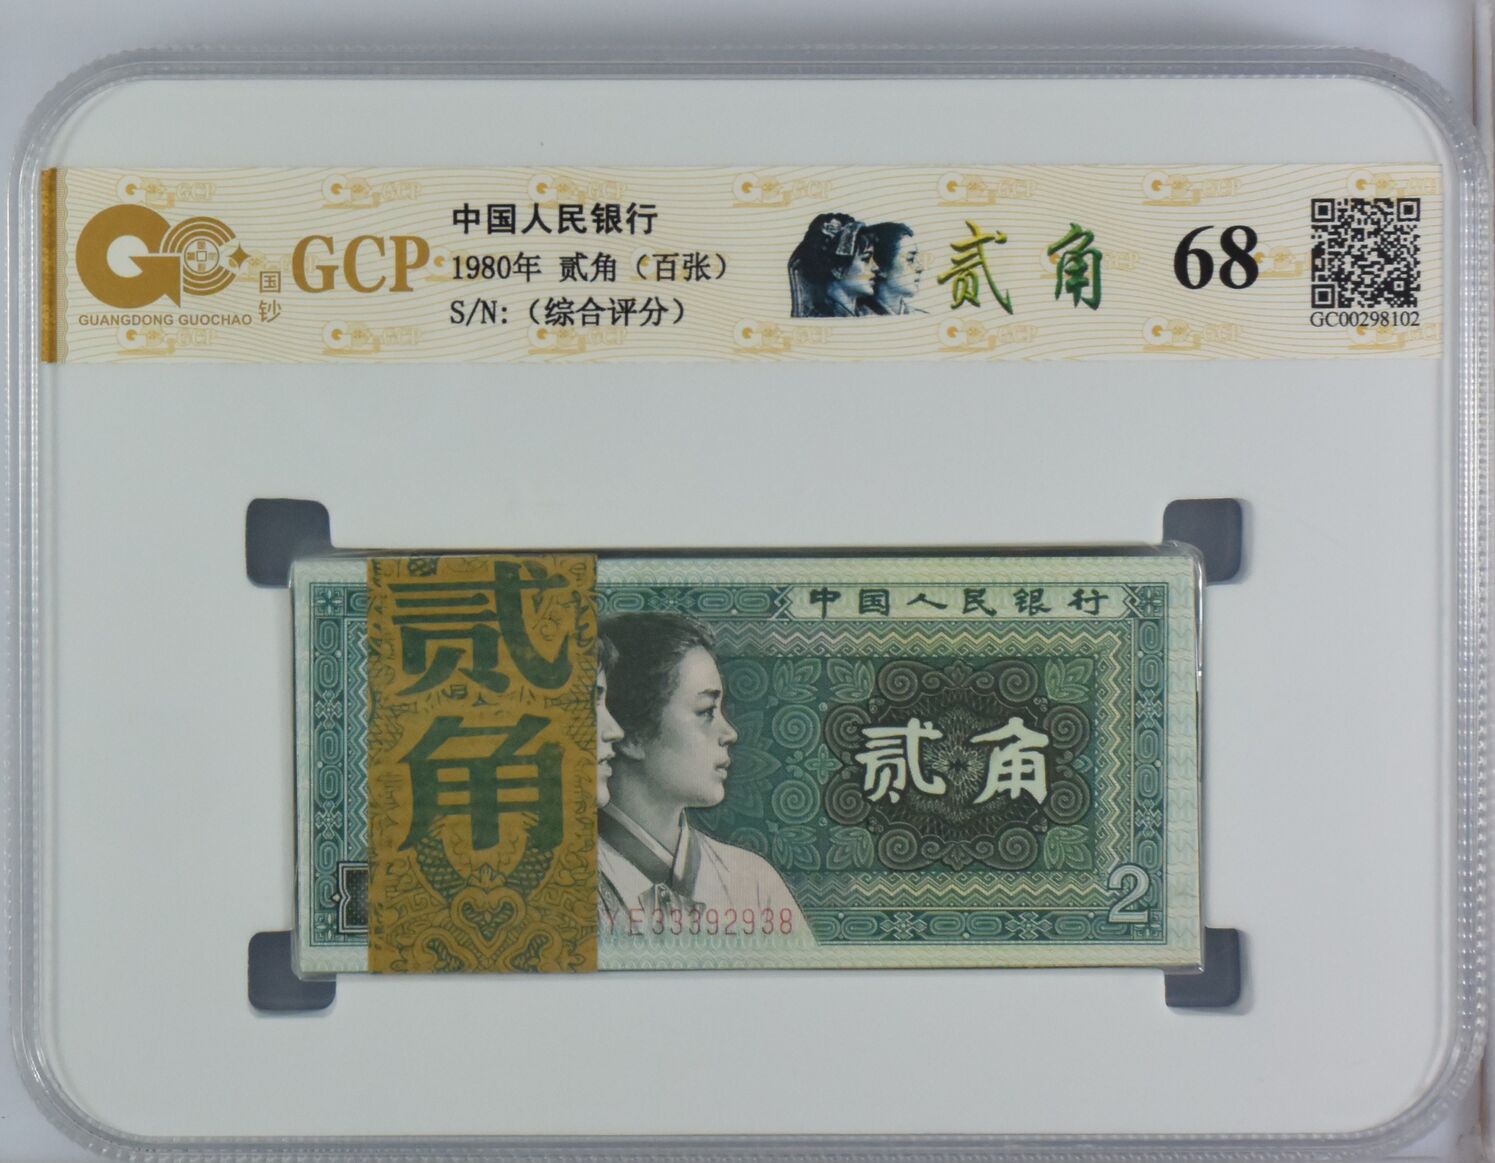 GUANGDONG GUOCHAO
国钞
GCP
中国人民银行
1980年 贰角（百张）
S/N:（综合评分）
贰角
68
GC00298102
贰角
中国人民银行
贰角
YE33392938
2